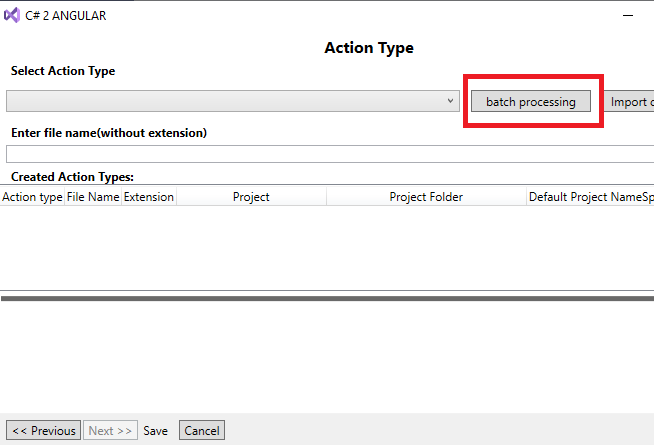 C# 2 ANGULAR
Action Type
Select Action Type
batch processing
Import
Enter file name(without extension)
Created Action Types:
Action type File Name Extension Project Project Folder Default Project NameSp
<< Previous Next >> Save Cancel